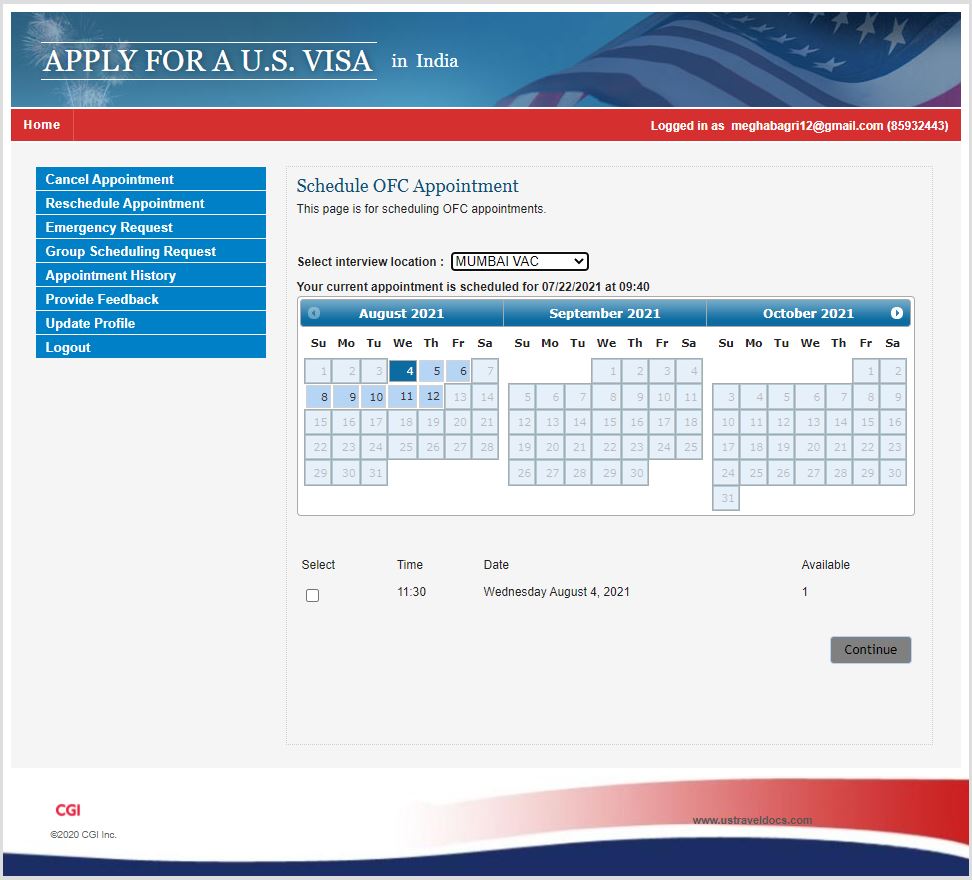 APPLY FOR A U.S. VISA in India
Home Logged in as meghabagri12@gmail.com (85932443)
Cancel Appointment
Reschedule Appointment
Emergency Request
Group Scheduling Request
Appointment History
Provide Feedback
Update Profile
Logout
Schedule OFC Appointment
This page is for scheduling OFC appointments.
Select interview location : MUMBAI VAC
Your current appointment is scheduled for 07/22/2021 at 09:40
August 2021
Su Mo Tu We Th Fr Sa
1 2 3 4 5 6 7
8 9 10 11 12 13 14
15 16 17 18 19 20 21
22 23 24 25 26 27 28
29 30 31
September 2021
Su Mo Tu We Th Fr Sa
1 2 3 4
5 6 7 8 9 10 11
12 13 14 15 16 17 18
19 20 21 22 23 24 25
26 27 28 29 30
October 2021
Su Mo Tu We Th Fr Sa
1 2
3 4 5 6 7 8 9
10 11 12 13 14 15 16
17 18 19 20 21 22 23
24 25 26 27 28 29 30
31
Select Time Date Available
11:30 Wednesday August 4, 2021 1
Continue
CGI
©2020 CGI Inc.
www.ustraveldocs.com